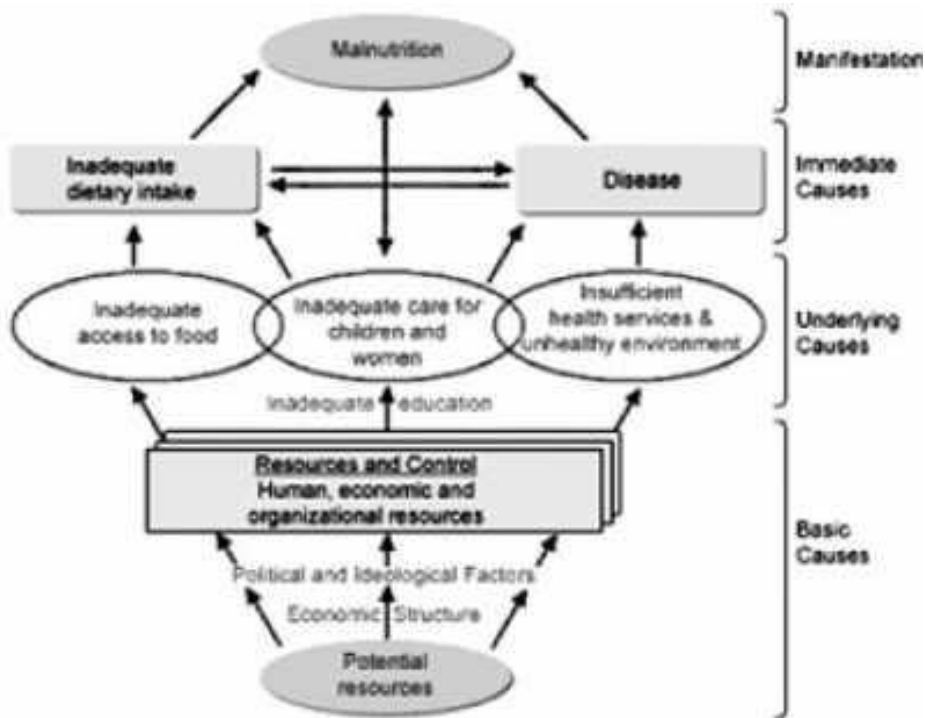 Malnutrition
Manifestation
Inadequate
dietary intake
Disease
Immediate
Causes
Inadequate
access to food
Inadequate care for
children and
women
Insufficient
health services &
unhealthy environment
Underlying
Causes
Inadequate education
Resources and Control
Human, economic and
organizational resources
Political and Ideological Factors
Economic Structure
Basic
Causes
Potential
resources